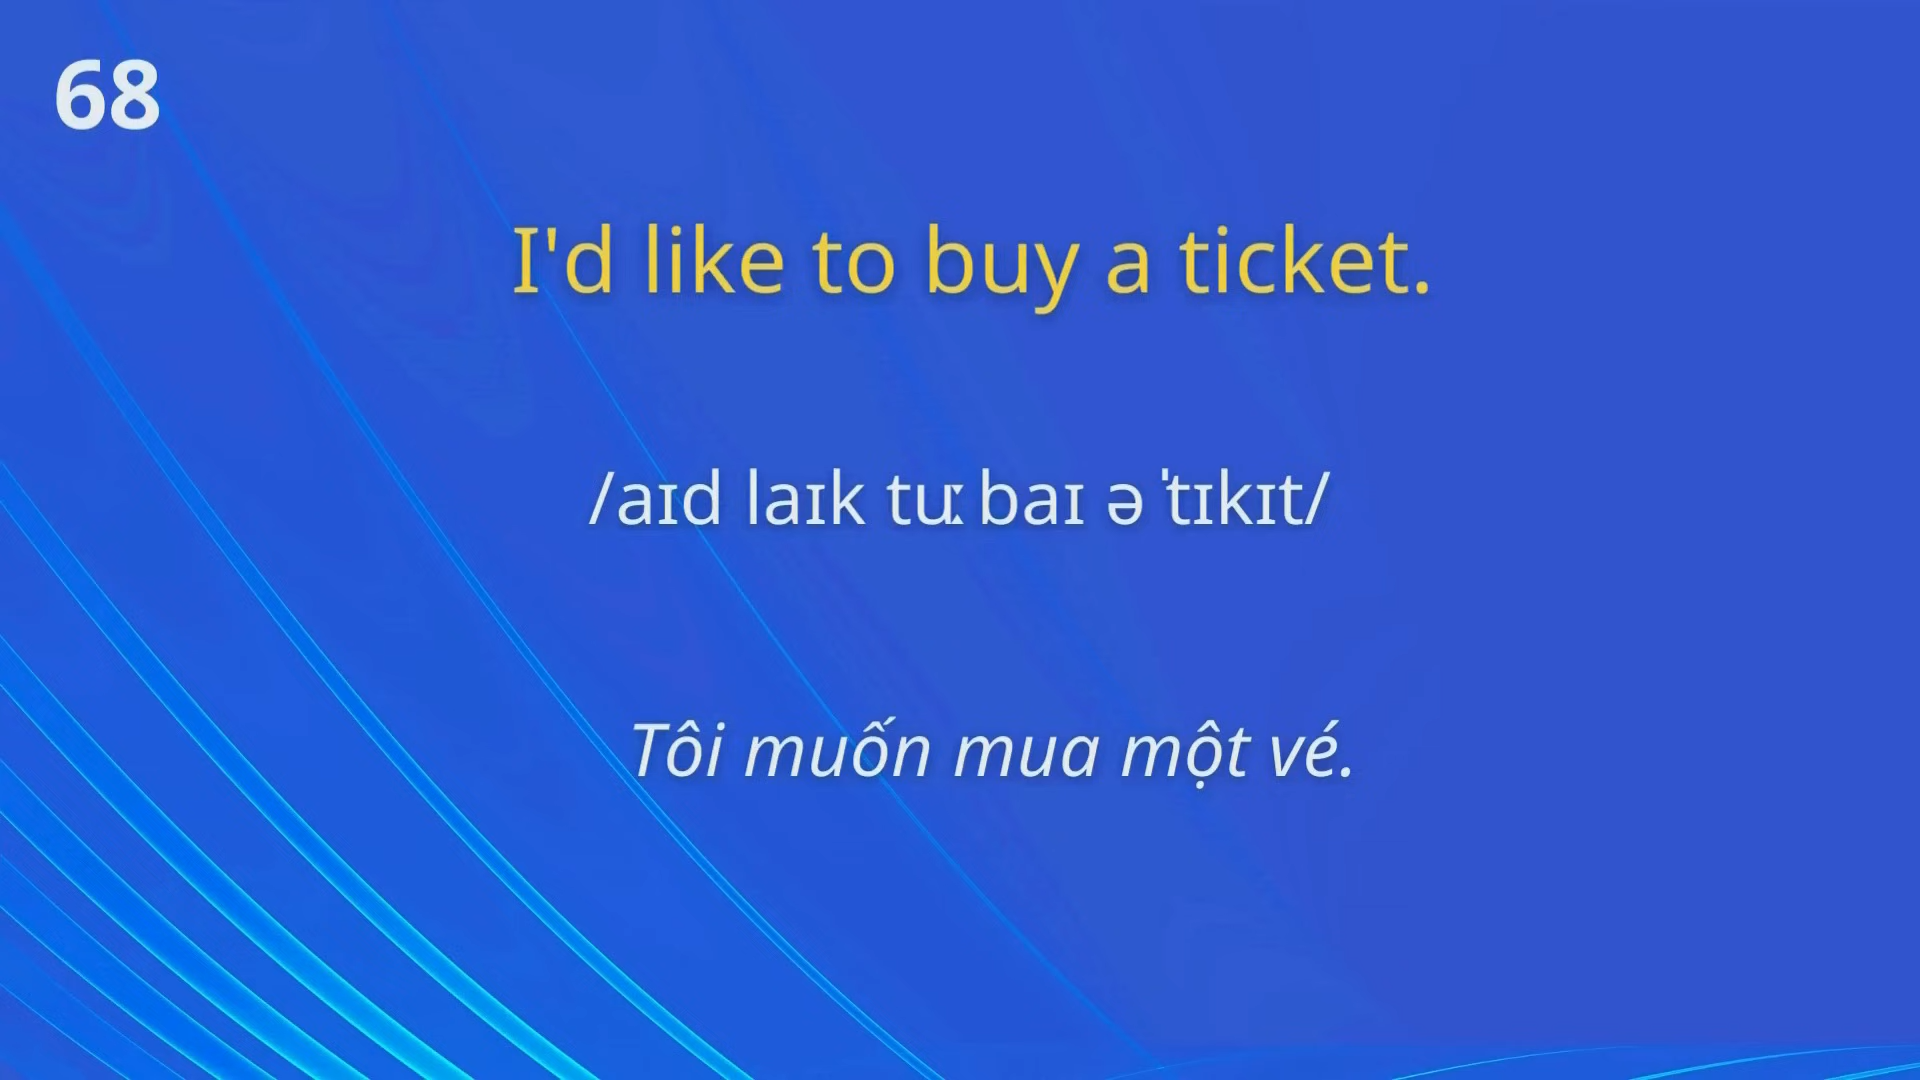 68
I'd like to buy a ticket.
/aɪd laɪk tuː baɪ ə ˈtɪkɪt/
Tôi muốn mua một vé.